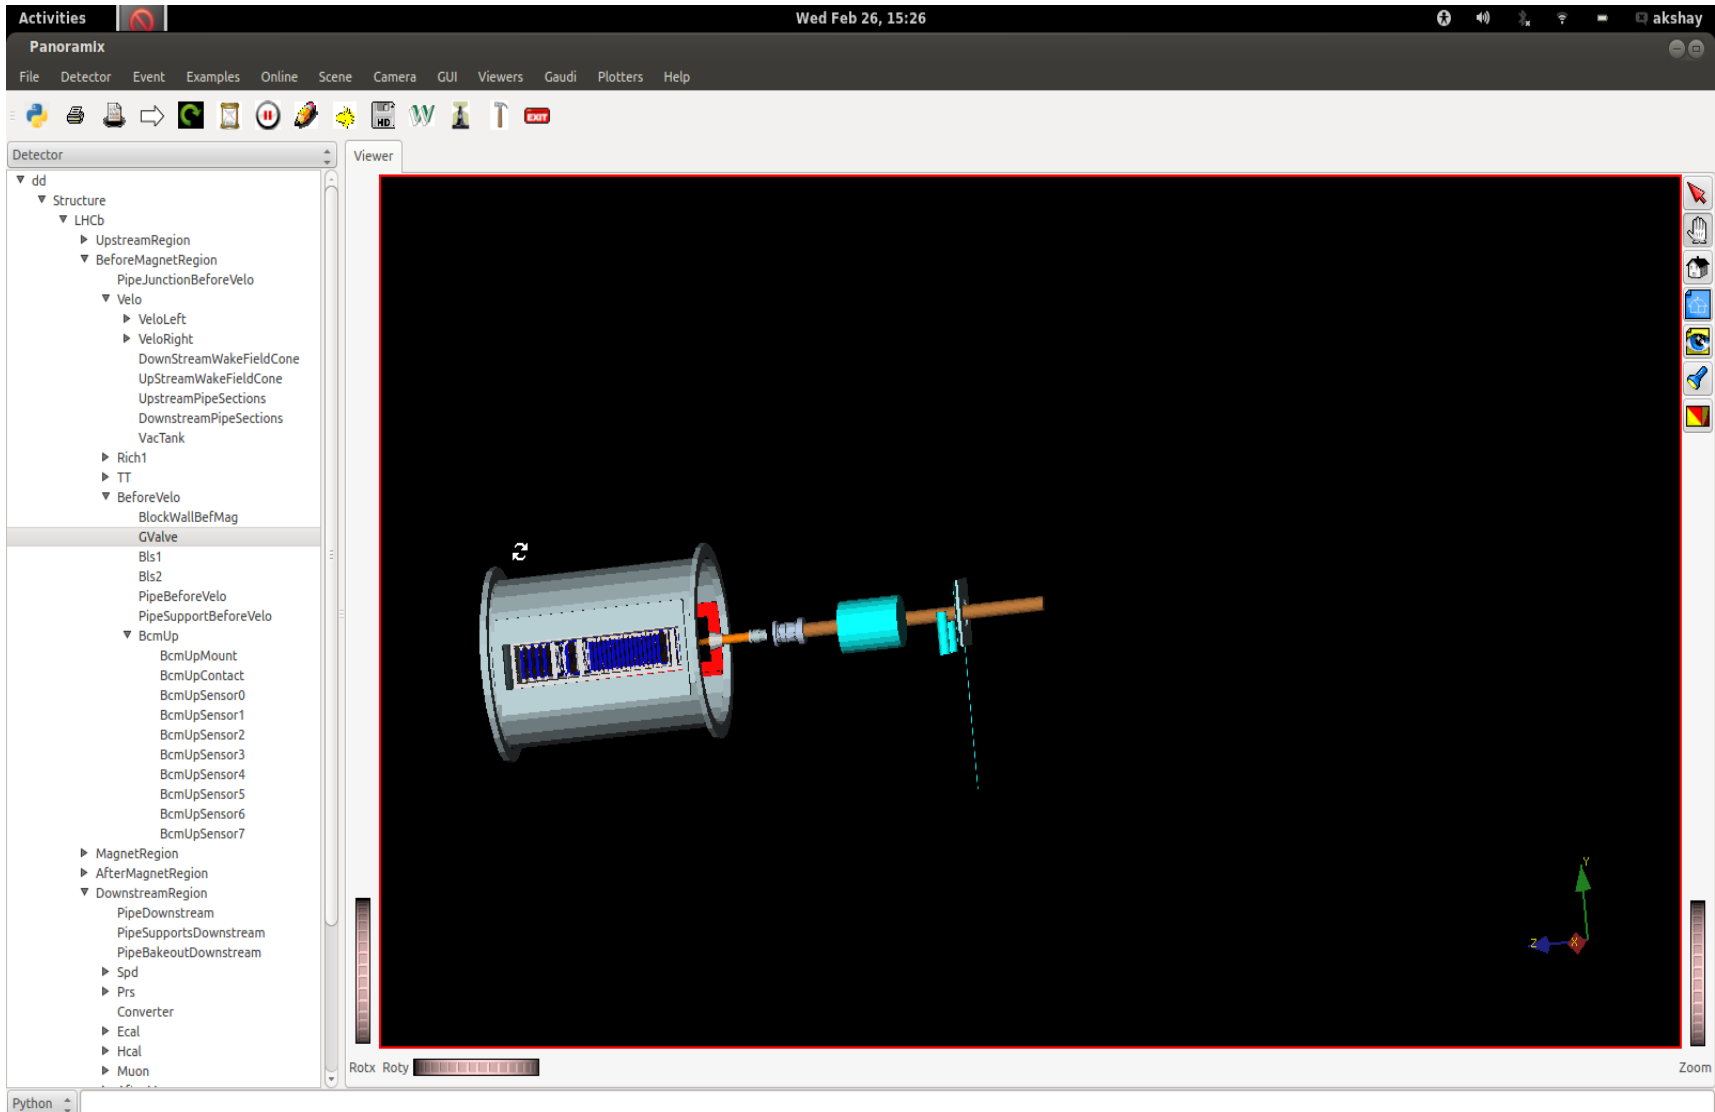 Activities Wed Feb 26, 15:26 akshay
Panoramix
File Detector Event Examples Online Scene Camera GUI Viewers Gaudi Plotters Help
HD W EXIT
Detector
Viewer
dd
Structure
LHCb
UpstreamRegion
BeforeMagnetRegion
PipeJunctionBeforeVelo
Velo
VeloLeft
VeloRight
DownStreamWakeFieldCone
UpStreamWakeFieldCone
UpstreamPipeSections
DownstreamPipeSections
VacTank
Rich1
TT
BeforeVelo
BlockWallBefMag
GValve
Bls1
Bls2
PipeBeforeVelo
PipeSupportBeforeVelo
BcmUp
BcmUpMount
BcmUpContact
BcmUpSensor0
BcmUpSensor1
BcmUpSensor2
BcmUpSensor3
BcmUpSensor4
BcmUpSensor5
BcmUpSensor6
BcmUpSensor7
MagnetRegion
AfterMagnetRegion
DownstreamRegion
PipeDownstream
PipeSupportsDownstream
PipeBakeoutDownstream
Spd
Prs
Converter
Ecal
Hcal
Muon
Y
Z X
Rotx Roty Zoom
Python